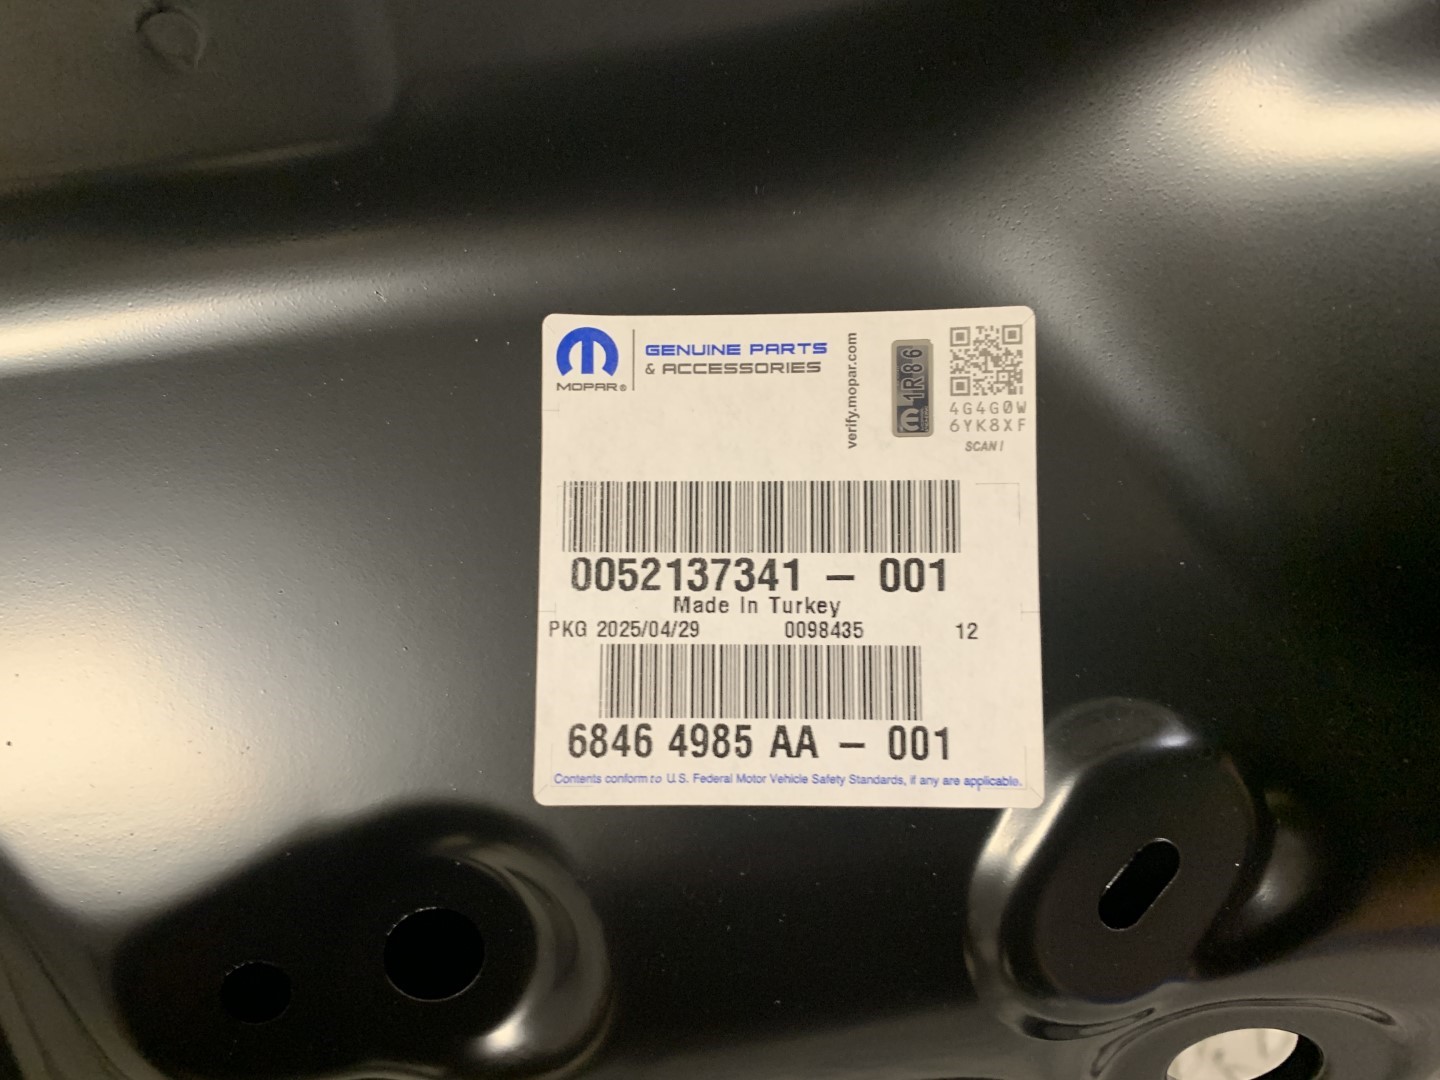 MOPAR®
GENUINE PARTS
& ACCESSORIES
verify.mopar.com
1R86
4G4G0W
6YK8XF
SCAN!
0052137341 – 001
Made In Turkey
PKG 2025/04/29 0098435 12
6846 4985 AA – 001
Contents conform to U.S. Federal Motor Vehicle Safety Standards, if any are applicable.